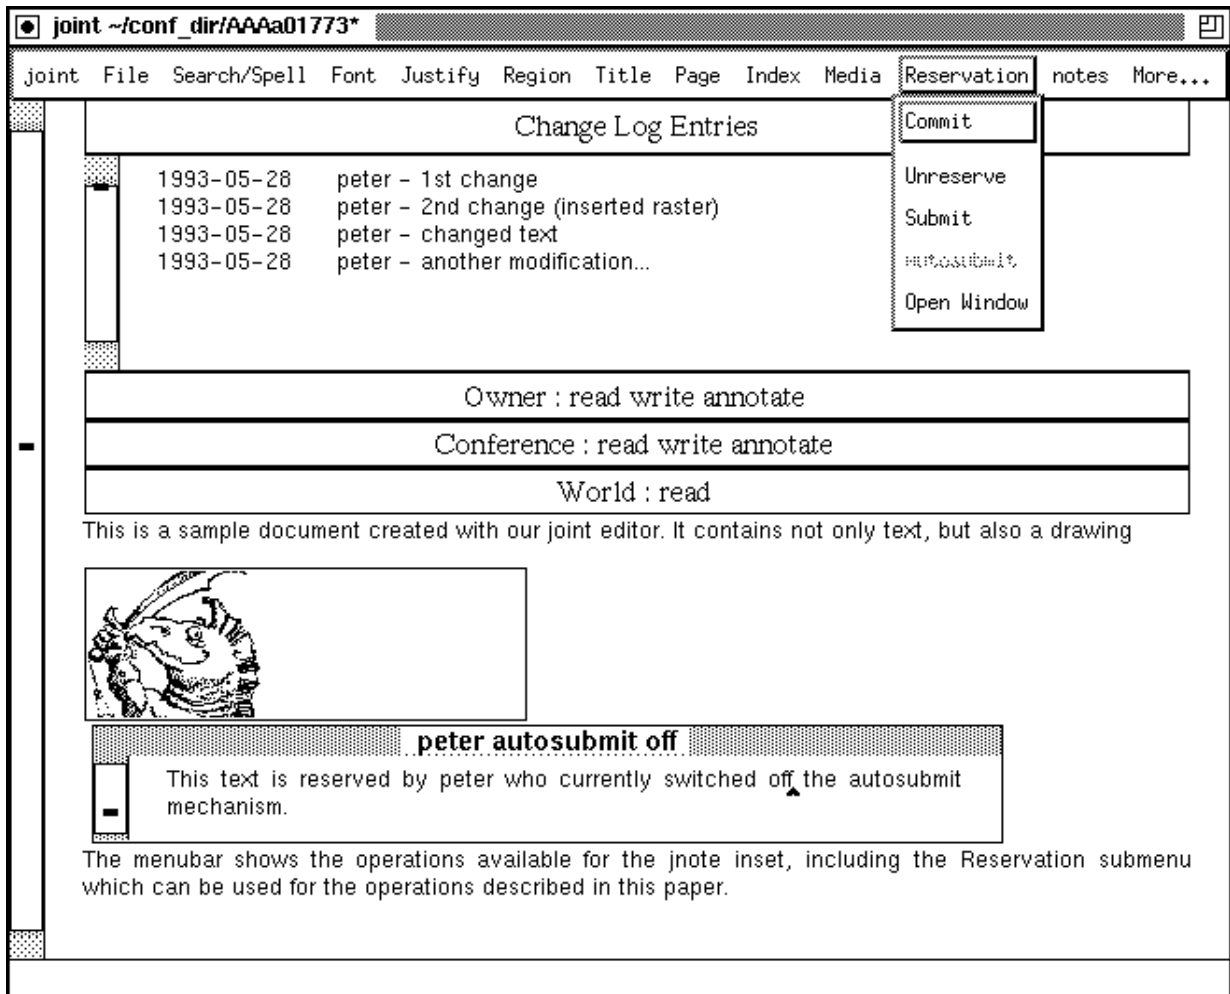 joint ~/conf_dir/AAAa01773*
joint File Search/Spell Font Justify Region Title Page Index Media Reservation notes More...
Change Log Entries
Commit
Unreserve
Submit
Autosubmit
Open Window
1993-05-28 peter - 1st change
1993-05-28 peter - 2nd change (inserted raster)
1993-05-28 peter - changed text
1993-05-28 peter - another modification...
Owner : read write annotate
Conference : read write annotate
World : read
This is a sample document created with our joint editor. It contains not only text, but also a drawing
peter autosubmit off
This text is reserved by peter who currently switched off the autosubmit
mechanism.
The menubar shows the operations available for the jnote inset, including the Reservation submenu
which can be used for the operations described in this paper.